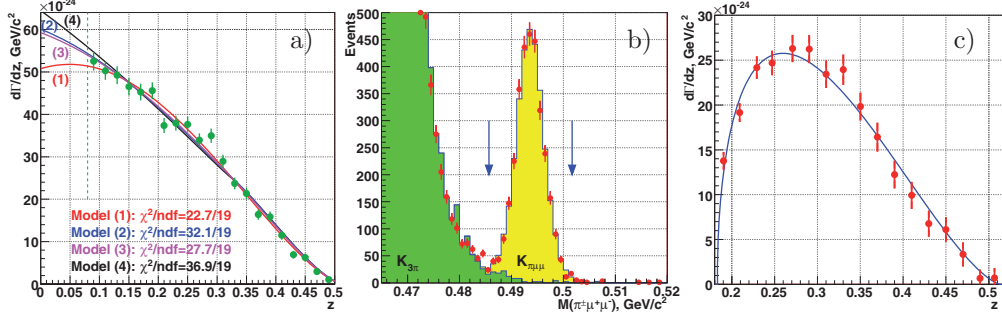 ×10⁻²⁴
dΓ/dz, GeV/c²
60
50
40
30
20
10
0
(4)
(2)
(3)
(1)
a)
Model (1): χ²/ndf=22.7/19
Model (2): χ²/ndf=32.1/19
Model (3): χ²/ndf=27.7/19
Model (4): χ²/ndf=36.9/19
0 0.05 0.1 0.15 0.2 0.25 0.3 0.35 0.4 0.45 0.5
z
Events
500
450
400
350
300
250
200
150
100
50
0
b)
K3π
Kπμμ
0.47 0.48 0.49 0.5 0.51 0.52
M(π±μ⁺μ⁻), GeV/c²
×10⁻²⁴
dΓ/dz, GeV/c²
30
25
20
15
10
5
0
c)
0.2 0.25 0.3 0.35 0.4 0.45 0.5
z